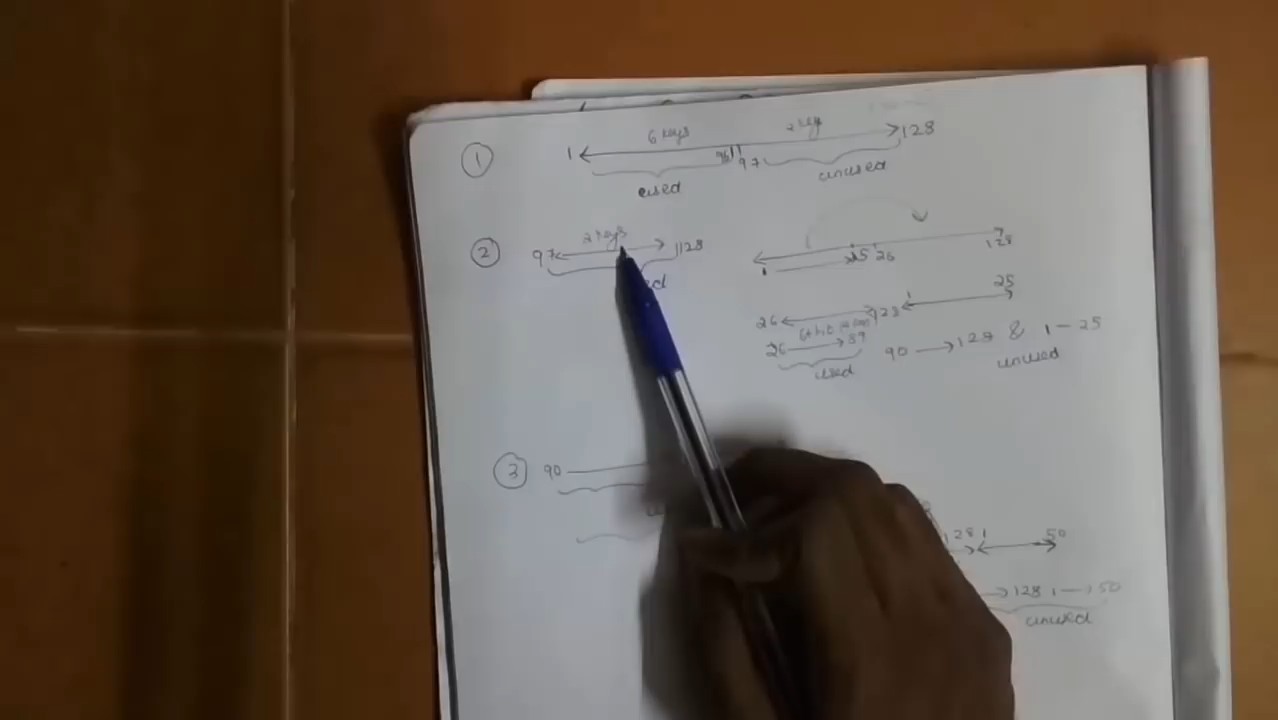 1
6 keys
2 key
1
96
97
128
used
unused
2
2 keys
97
128
1
25 26
128
26
128
1
25
26
89
used
90
128 & 1 - 25
unused
3
90
128 1
50
128 1
50
unused